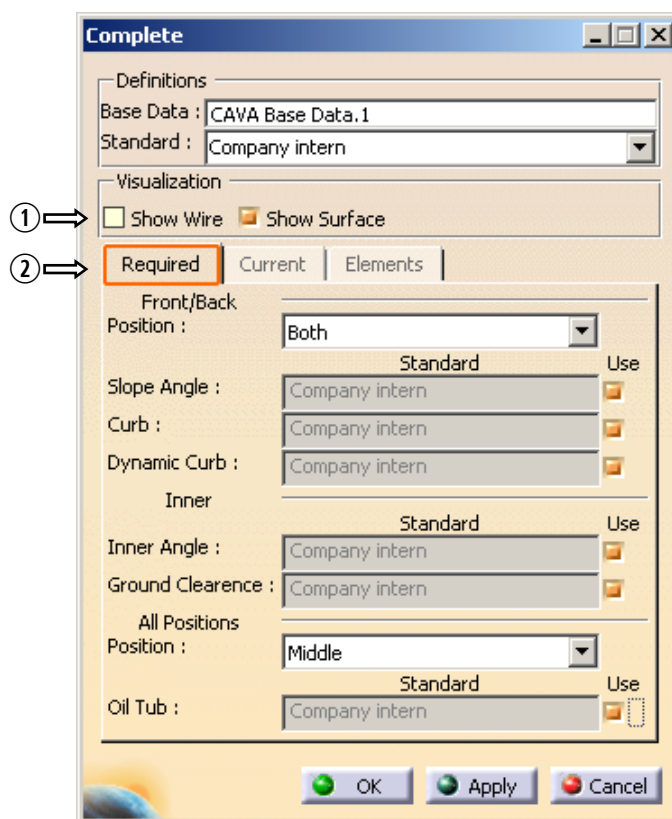 Complete
Definitions
Base Data : CAVA Base Data.1
Standard : Company intern
Visualization
① Show Wire Show Surface
② Required Current Elements
Front/Back
Position : Both
Standard Use
Slope Angle : Company intern
Curb : Company intern
Dynamic Curb : Company intern
Inner
Standard Use
Inner Angle : Company intern
Ground Clearence : Company intern
All Positions
Position : Middle
Standard Use
Oil Tub : Company intern
OK Apply Cancel